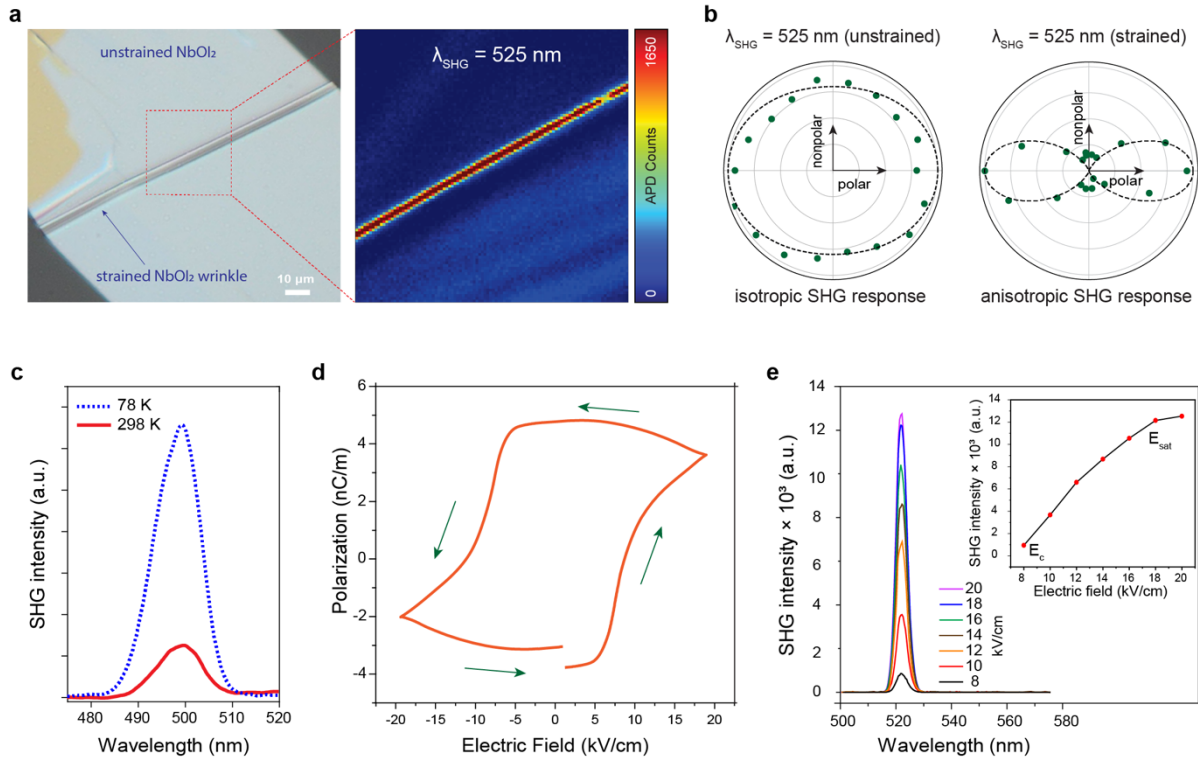 a
unstrained NbOI₂
strained NbOI₂ wrinkle
10 µm
λSHG = 525 nm
1650
APD Counts
0
b
λSHG = 525 nm (unstrained)
nonpolar
polar
isotropic SHG response
λSHG = 525 nm (strained)
nonpolar
polar
anisotropic SHG response
c
78 K
298 K
SHG intensity (a.u.)
480 490 500 510 520
Wavelength (nm)
d
Polarization (nC/m)
6
4
2
0
-2
-4
-20 -15 -10 -5 0 5 10 15 20
Electric Field (kV/cm)
e
SHG intensity × 10³ (a.u.)
14
12
10
8
6
4
2
0
20
18
16
14
12
10
8
kV/cm
500 520 540 560 580
Wavelength (nm)
SHG intensity × 10³ (a.u.)
14
12
10
8
6
4
2
0
Esat
Ec
8 10 12 14 16 18 20
Electric field (kV/cm)